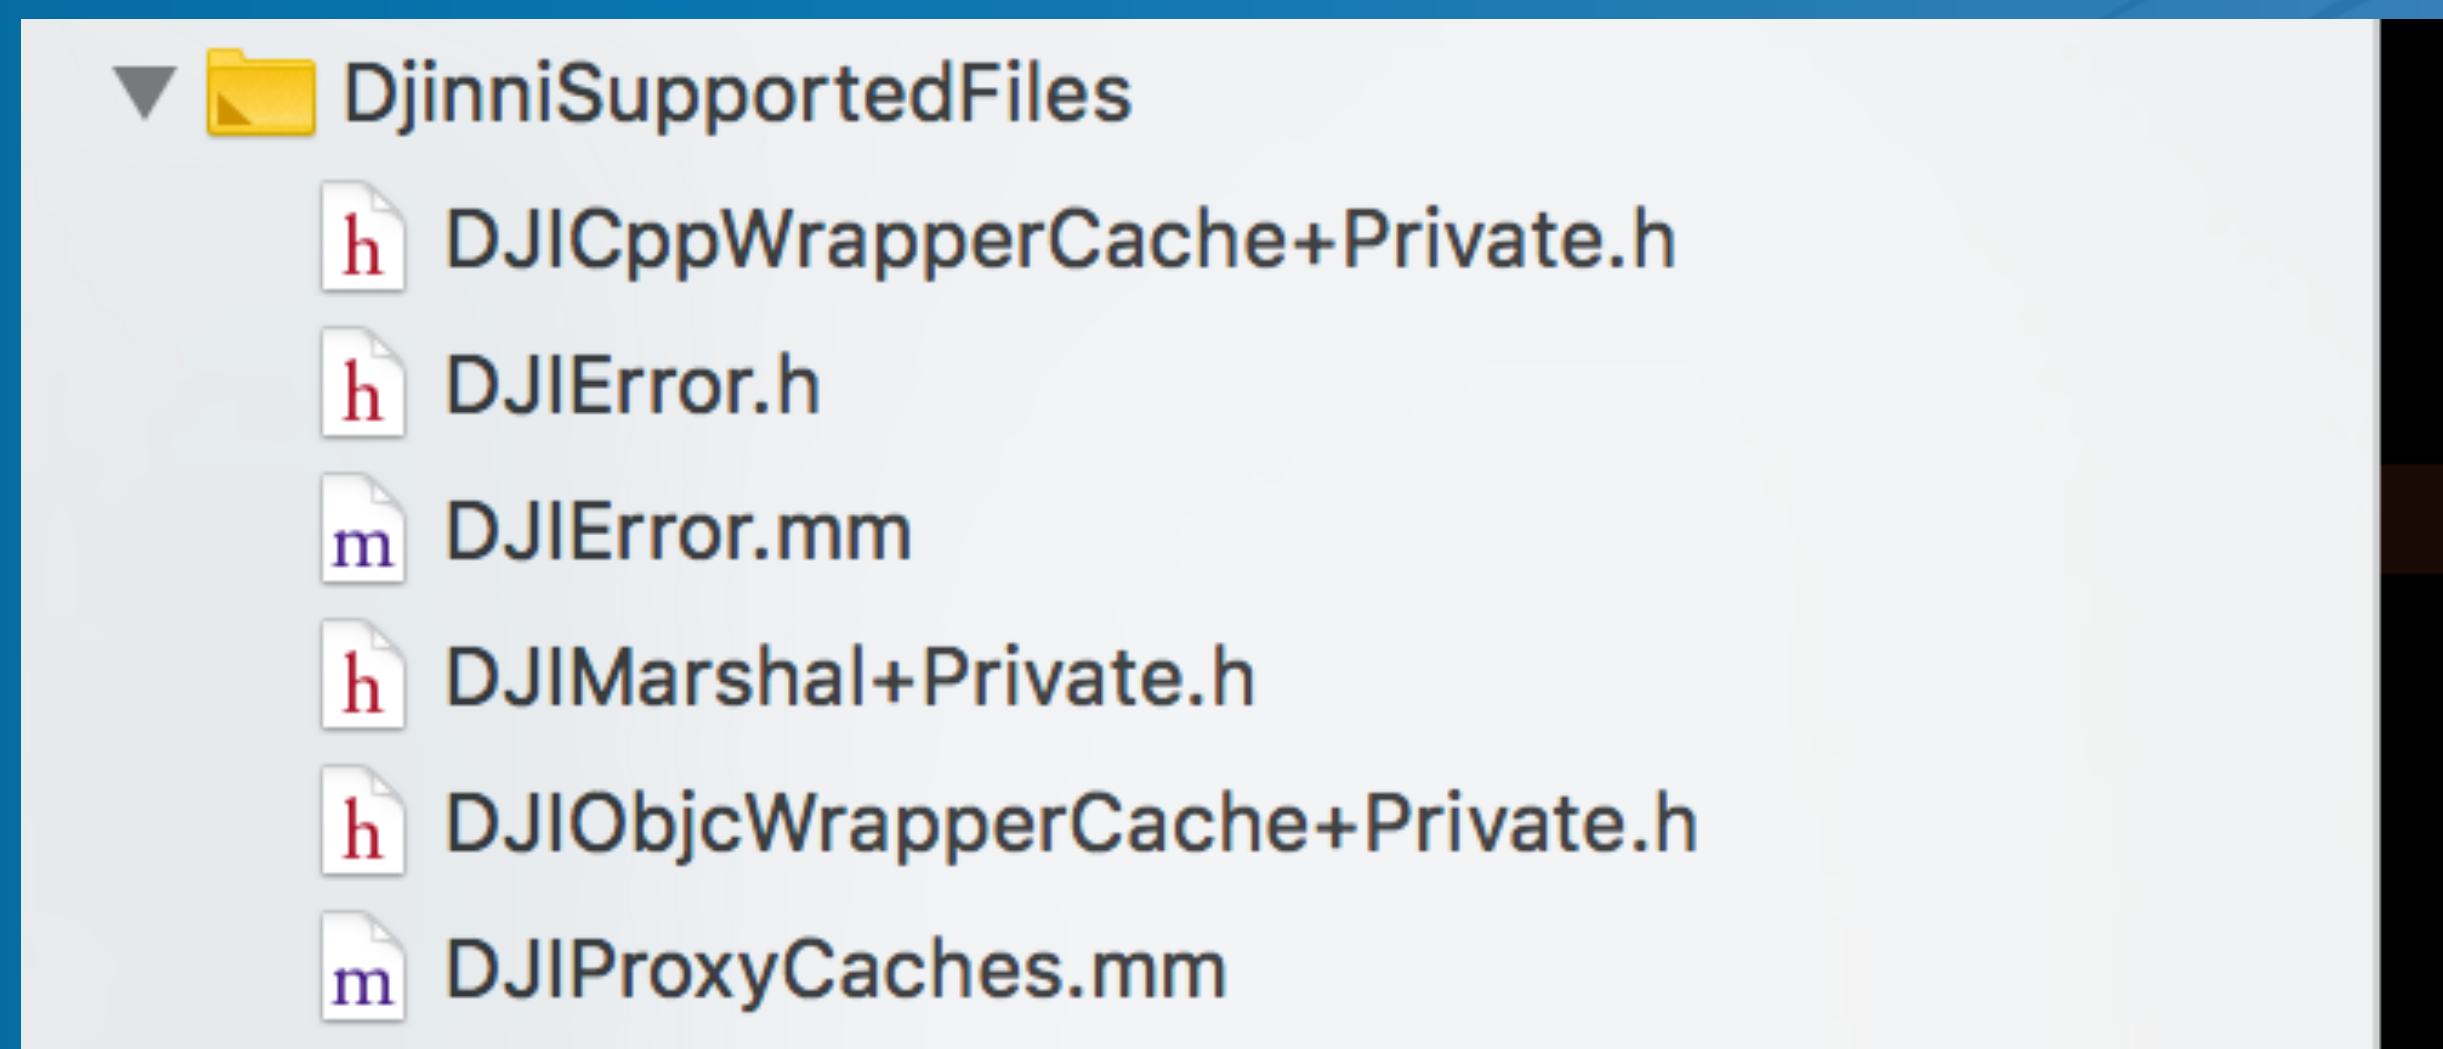 DjinniSupportedFiles
h DJICppWrapperCache+Private.h
h DJIError.h
m DJIError.mm
h DJIMarshal+Private.h
h DJIObjcWrapperCache+Private.h
m DJIProxyCaches.mm